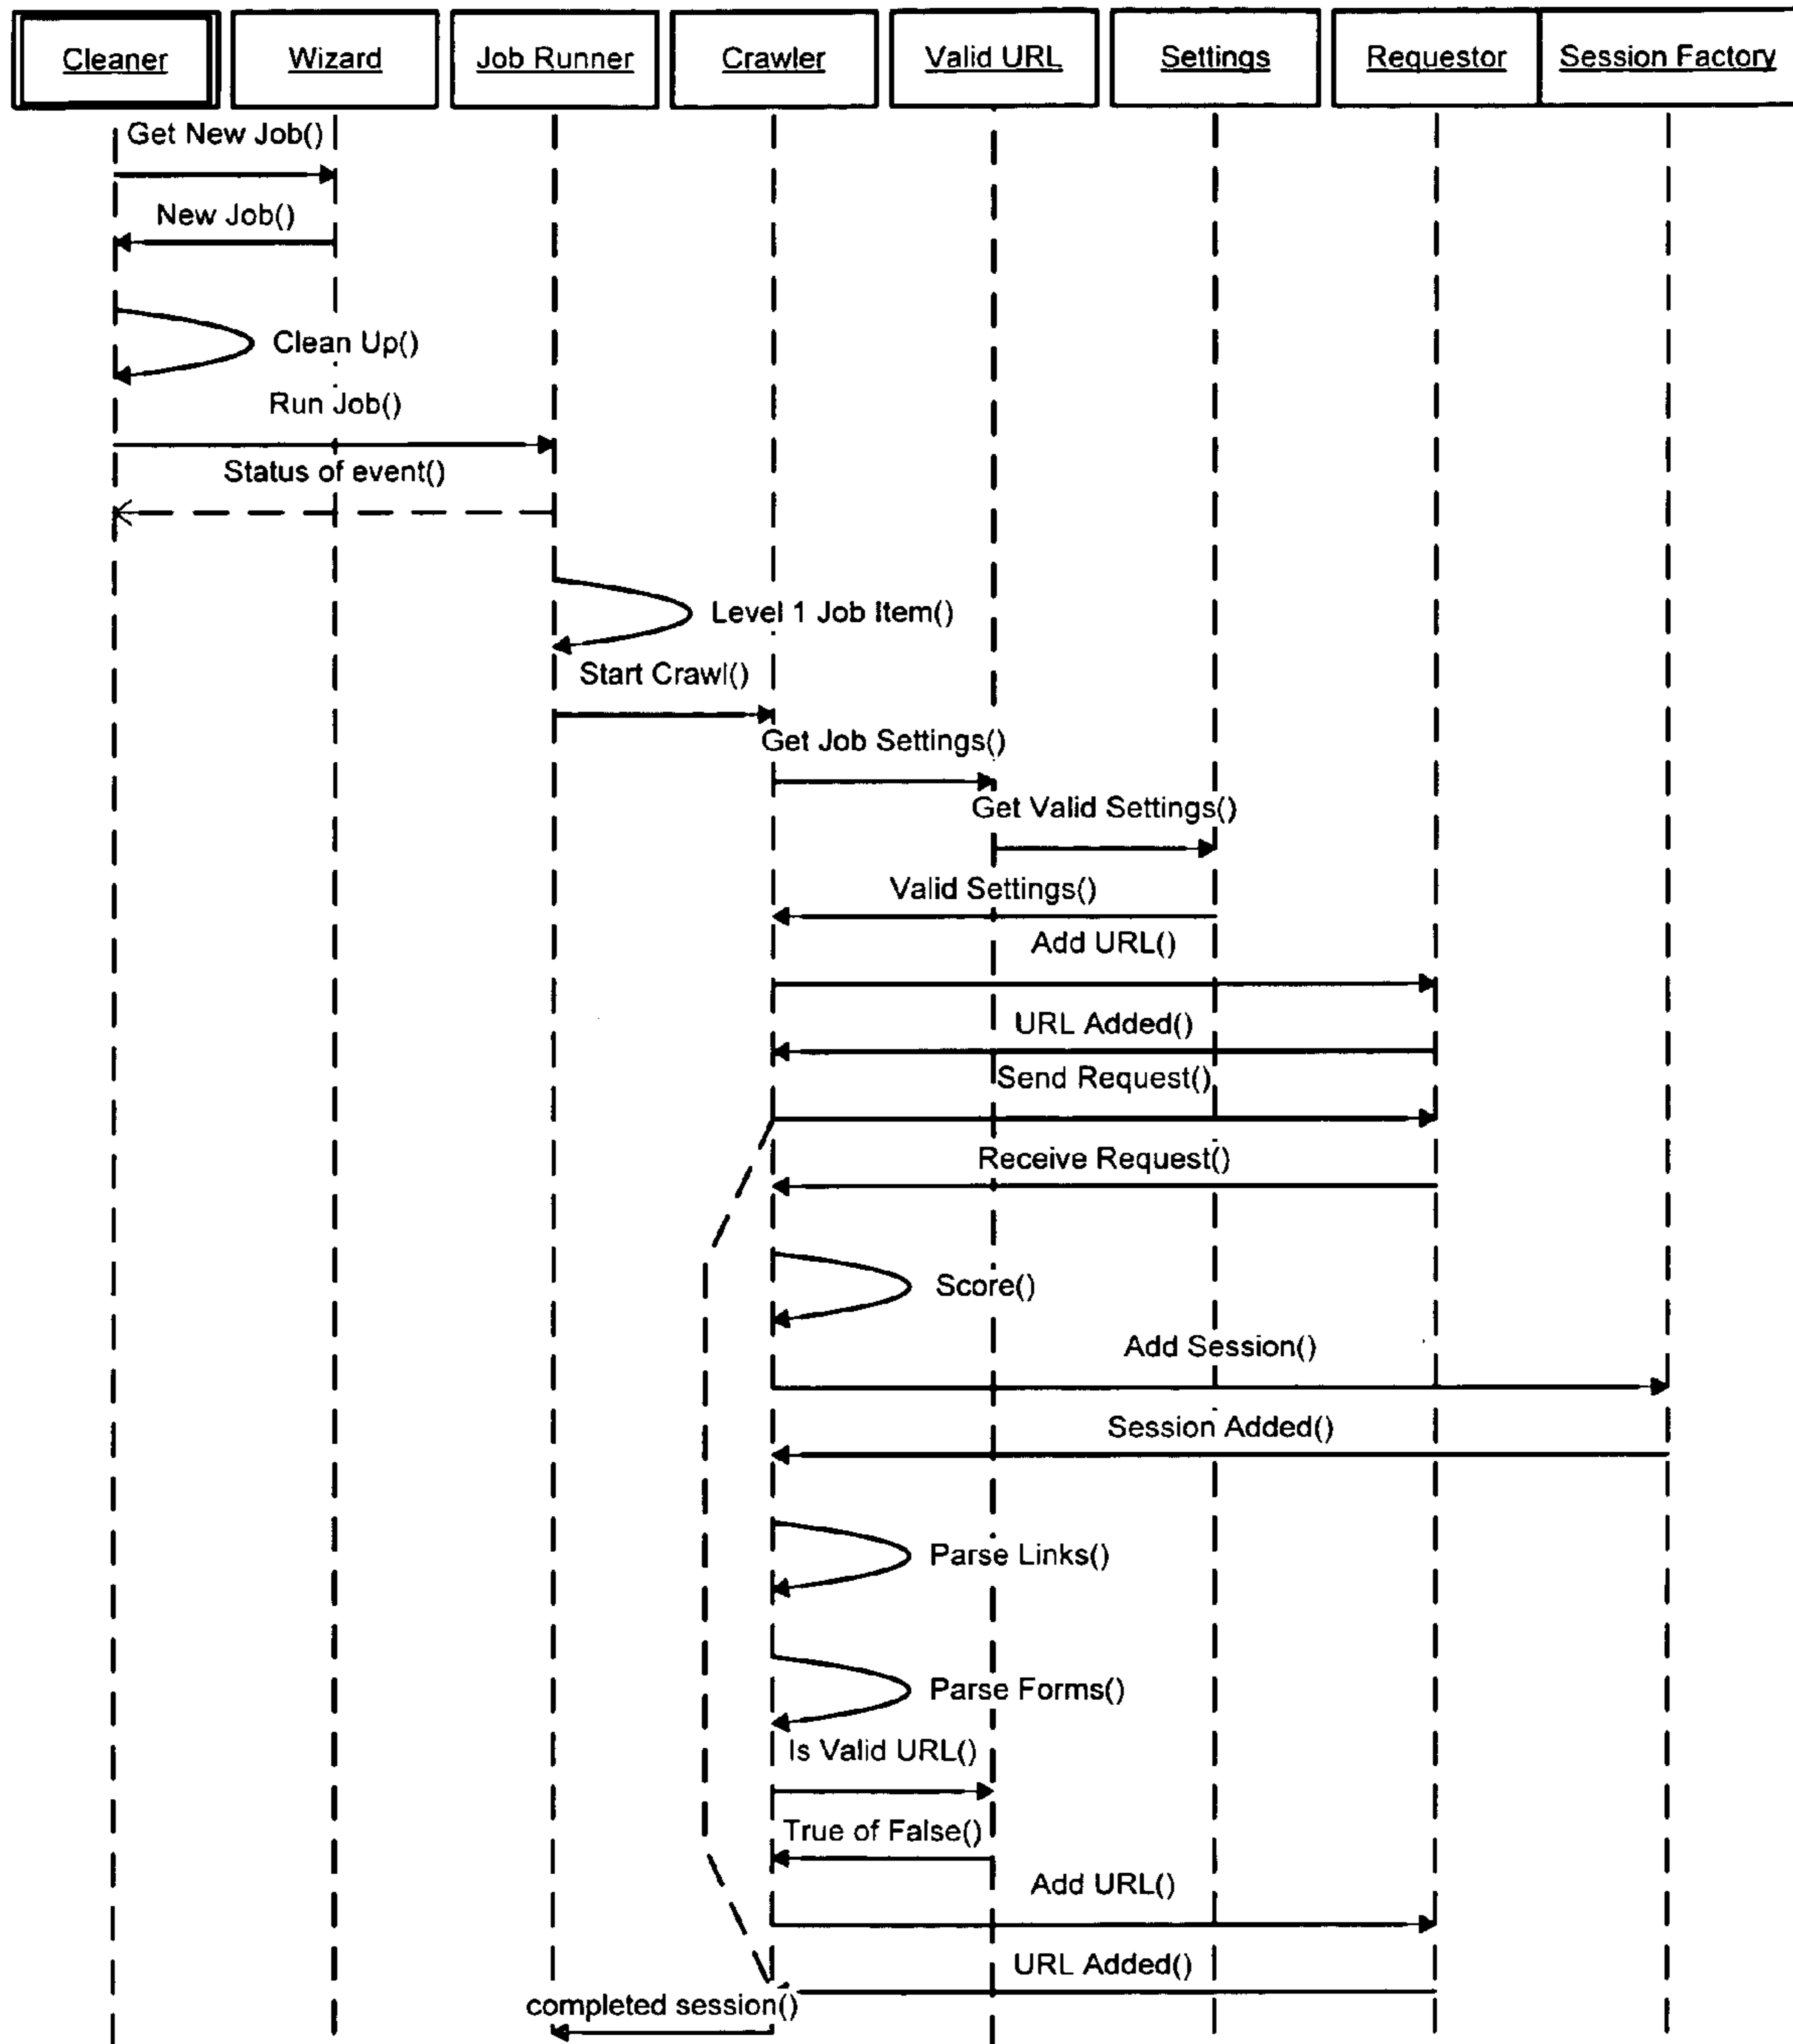 Cleaner
Wizard
Job Runner
Crawler
Valid URL
Settings
Requestor
Session Factory
Get New Job()
New Job()
Clean Up()
Run Job()
Status of event()
Level 1 Job Item()
Start Crawl()
Get Job Settings()
Get Valid Settings()
Valid Settings()
Add URL()
URL Added()
Send Request()
Receive Request()
Score()
Add Session()
Session Added()
Parse Links()
Parse Forms()
Is Valid URL()
True of False()
Add URL()
URL Added()
completed session()